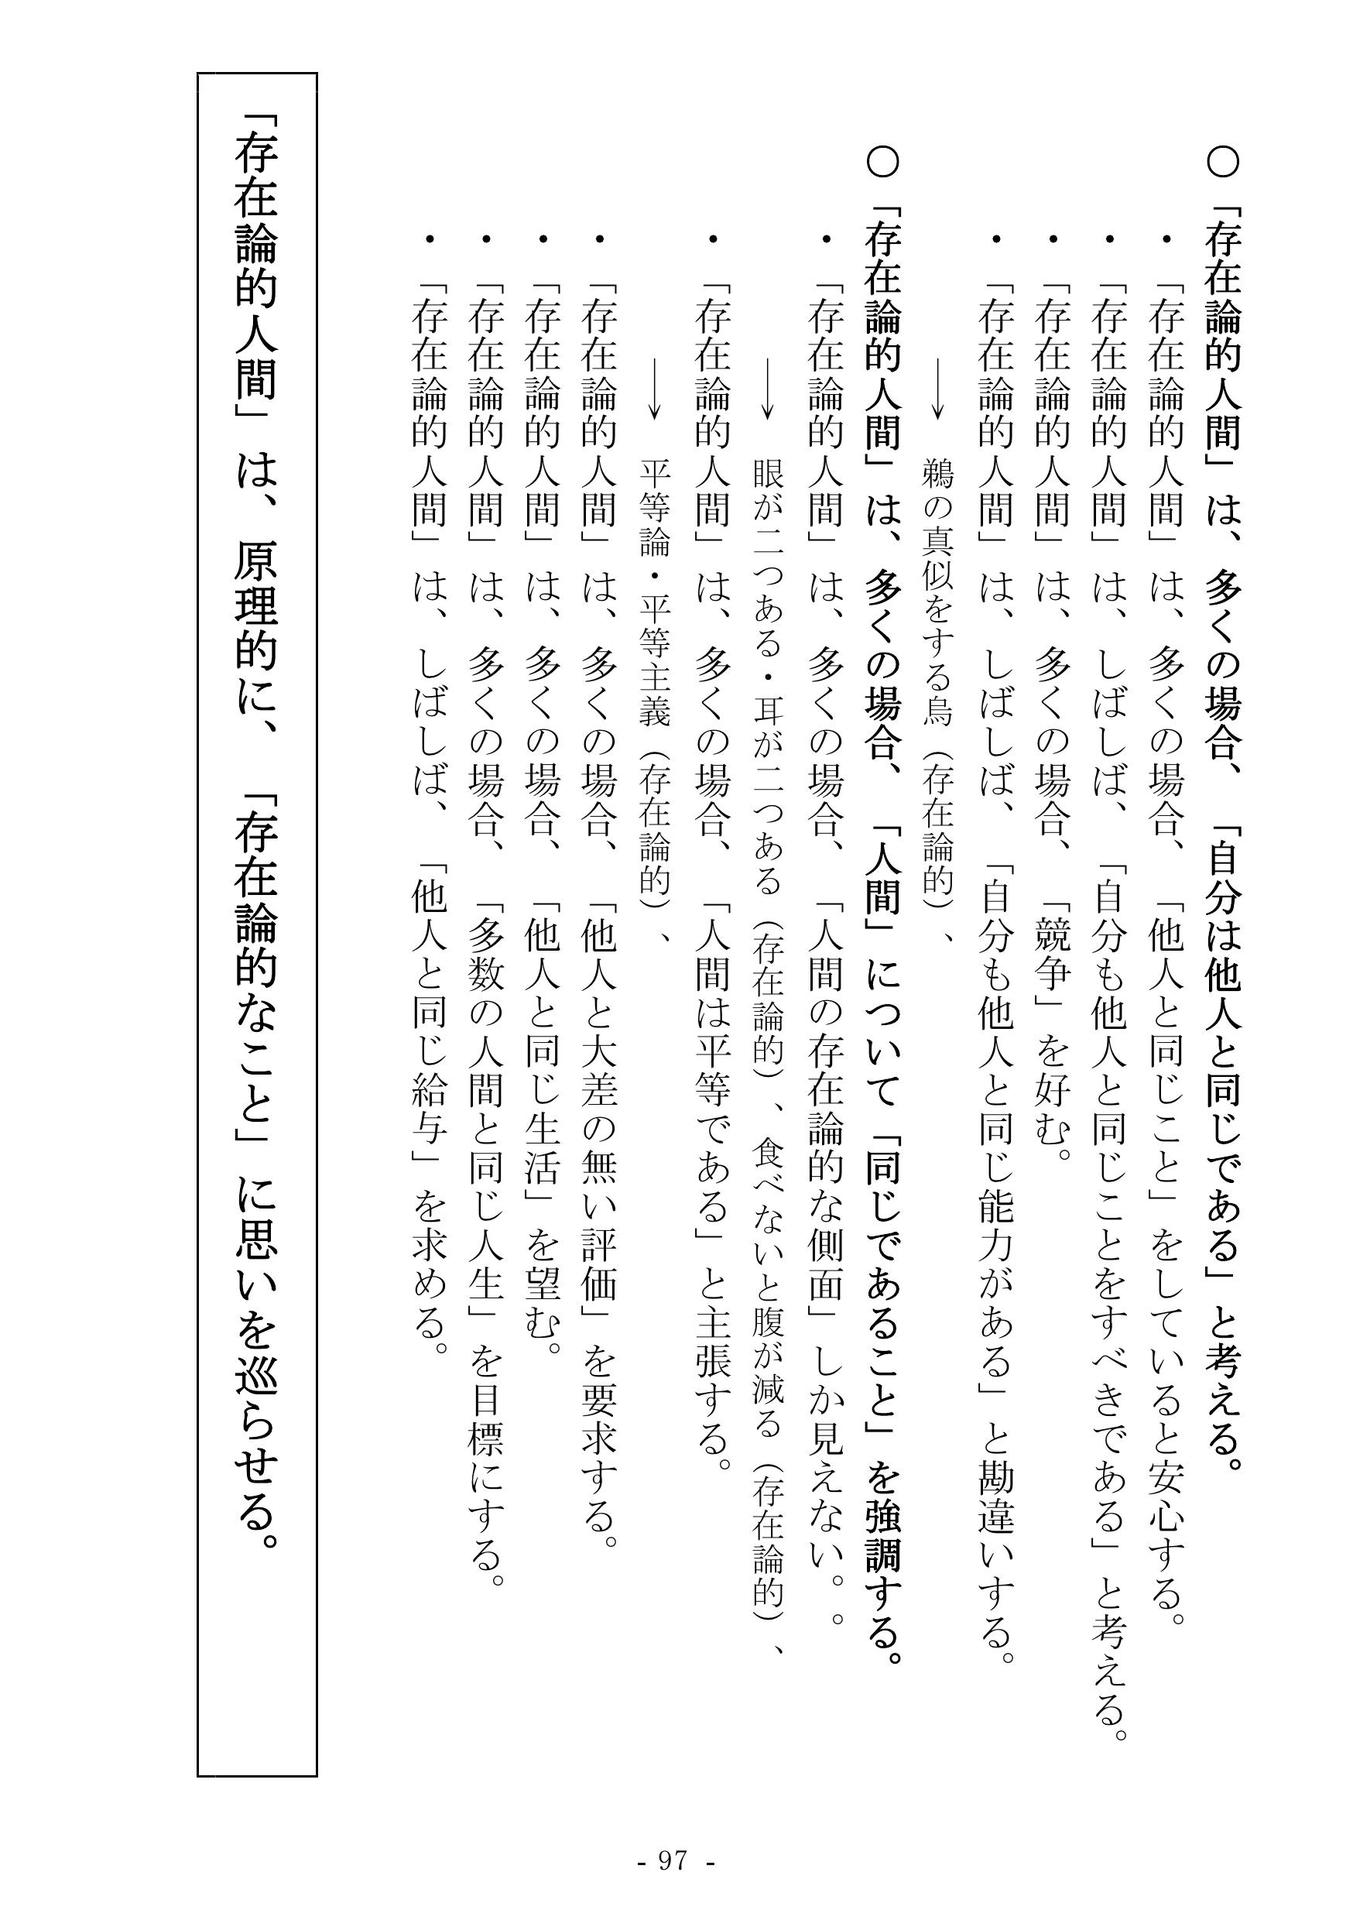 ○「存在論的人間」は、多くの場合、「自分は他人と同じである」と考える。
・「存在論的人間」は、多くの場合、「他人と同じこと」をしていると安心する。
・「存在論的人間」は、しばしば、「自分も他人と同じことをすべきである」と考える。
・「存在論的人間」は、多くの場合、「競争」を好む。
・「存在論的人間」は、しばしば、「自分も他人と同じ能力がある」と勘違いする。
→ 鵜の真似をする烏（存在論的）、
○「存在論的人間」は、多くの場合、「人間」について「同じであること」を強調する。
・「存在論的人間」は、多くの場合、「人間の存在論的な側面」しか見えない。。
→ 眼が二つある・耳が二つある（存在論的）、食べないと腹が減る（存在論的）、
・「存在論的人間」は、多くの場合、「人間は平等である」と主張する。
→ 平等論・平等主義（存在論的）、
・「存在論的人間」は、多くの場合、「他人と大差の無い評価」を要求する。
・「存在論的人間」は、多くの場合、「他人と同じ生活」を望む。
・「存在論的人間」は、多くの場合、「多数の人間と同じ人生」を目標にする。
・「存在論的人間」は、しばしば、「他人と同じ給与」を求める。
「存在論的人間」は、原理的に、「存在論的なこと」に思いを巡らせる。
- 97 -